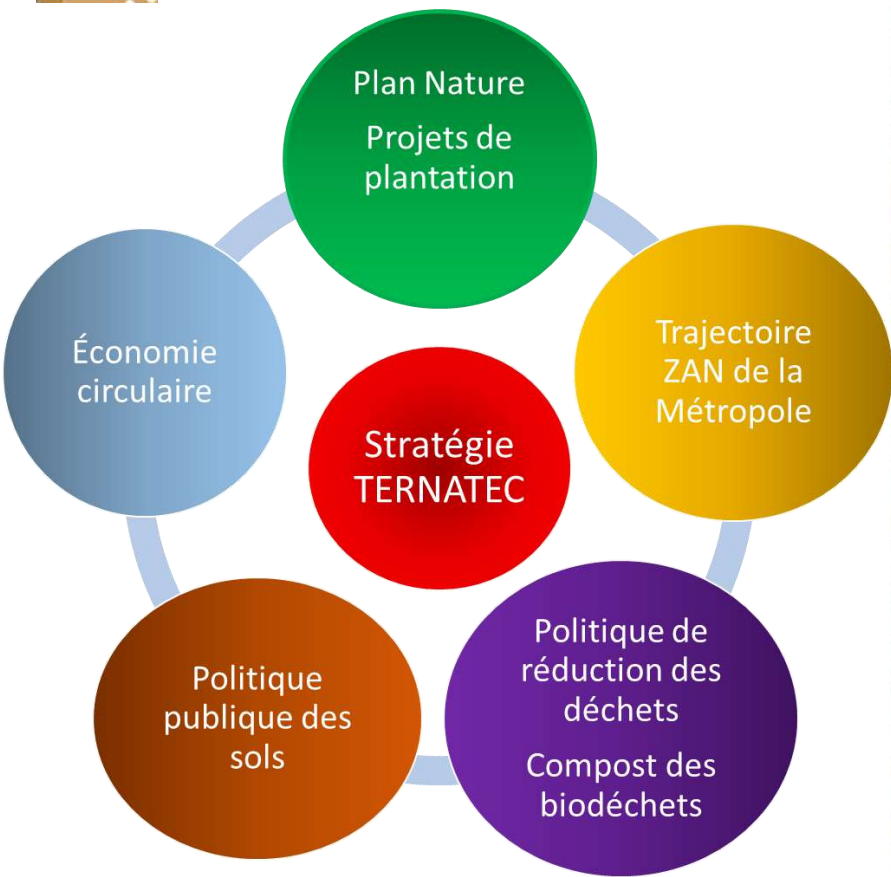 Plan Nature
Projets de
plantation
Trajectoire
ZAN de la
Métropole
Économie
circulaire
Stratégie
TERNATEC
Politique de
réduction des
déchets
Compost des
biodéchets
Politique
publique des
sols